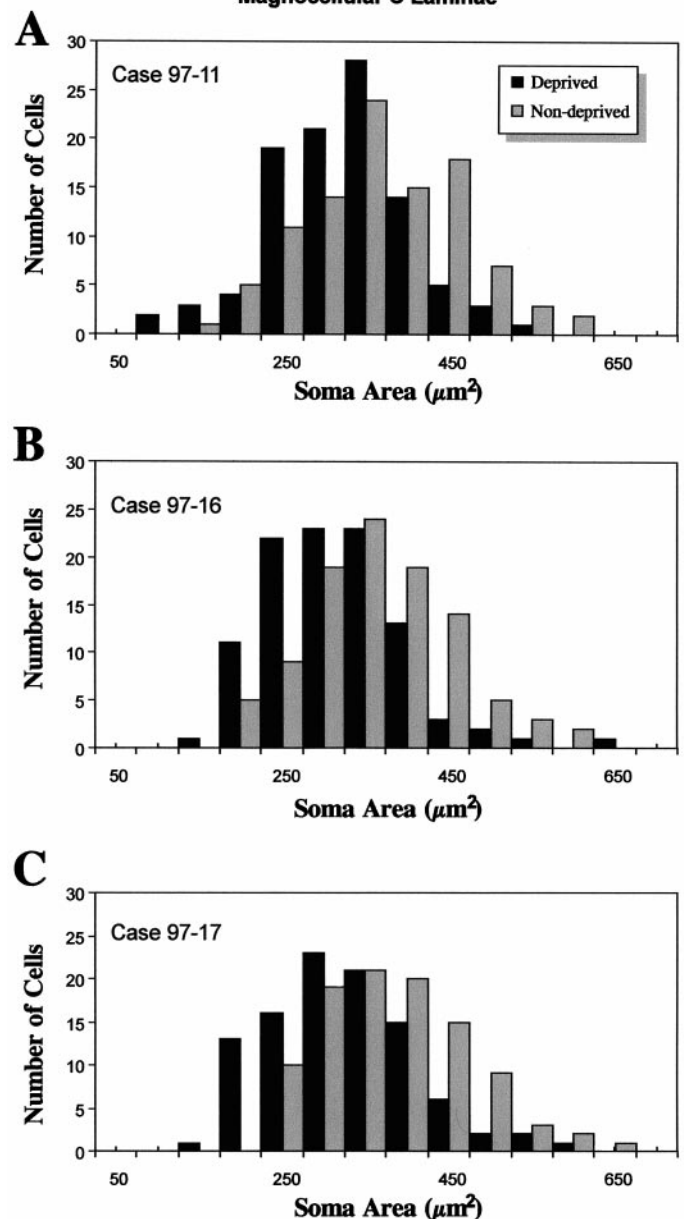 Magnocellular C Laminae
A
30
25
20
15
10
5
0
Number of Cells
Case 97-11
Deprived
Non-deprived
50 250 450 650
Soma Area (μm²)
B
30
25
20
15
10
5
0
Number of Cells
Case 97-16
50 250 450 650
Soma Area (μm²)
C
30
25
20
15
10
5
0
Number of Cells
Case 97-17
50 250 450 650
Soma Area (μm²)